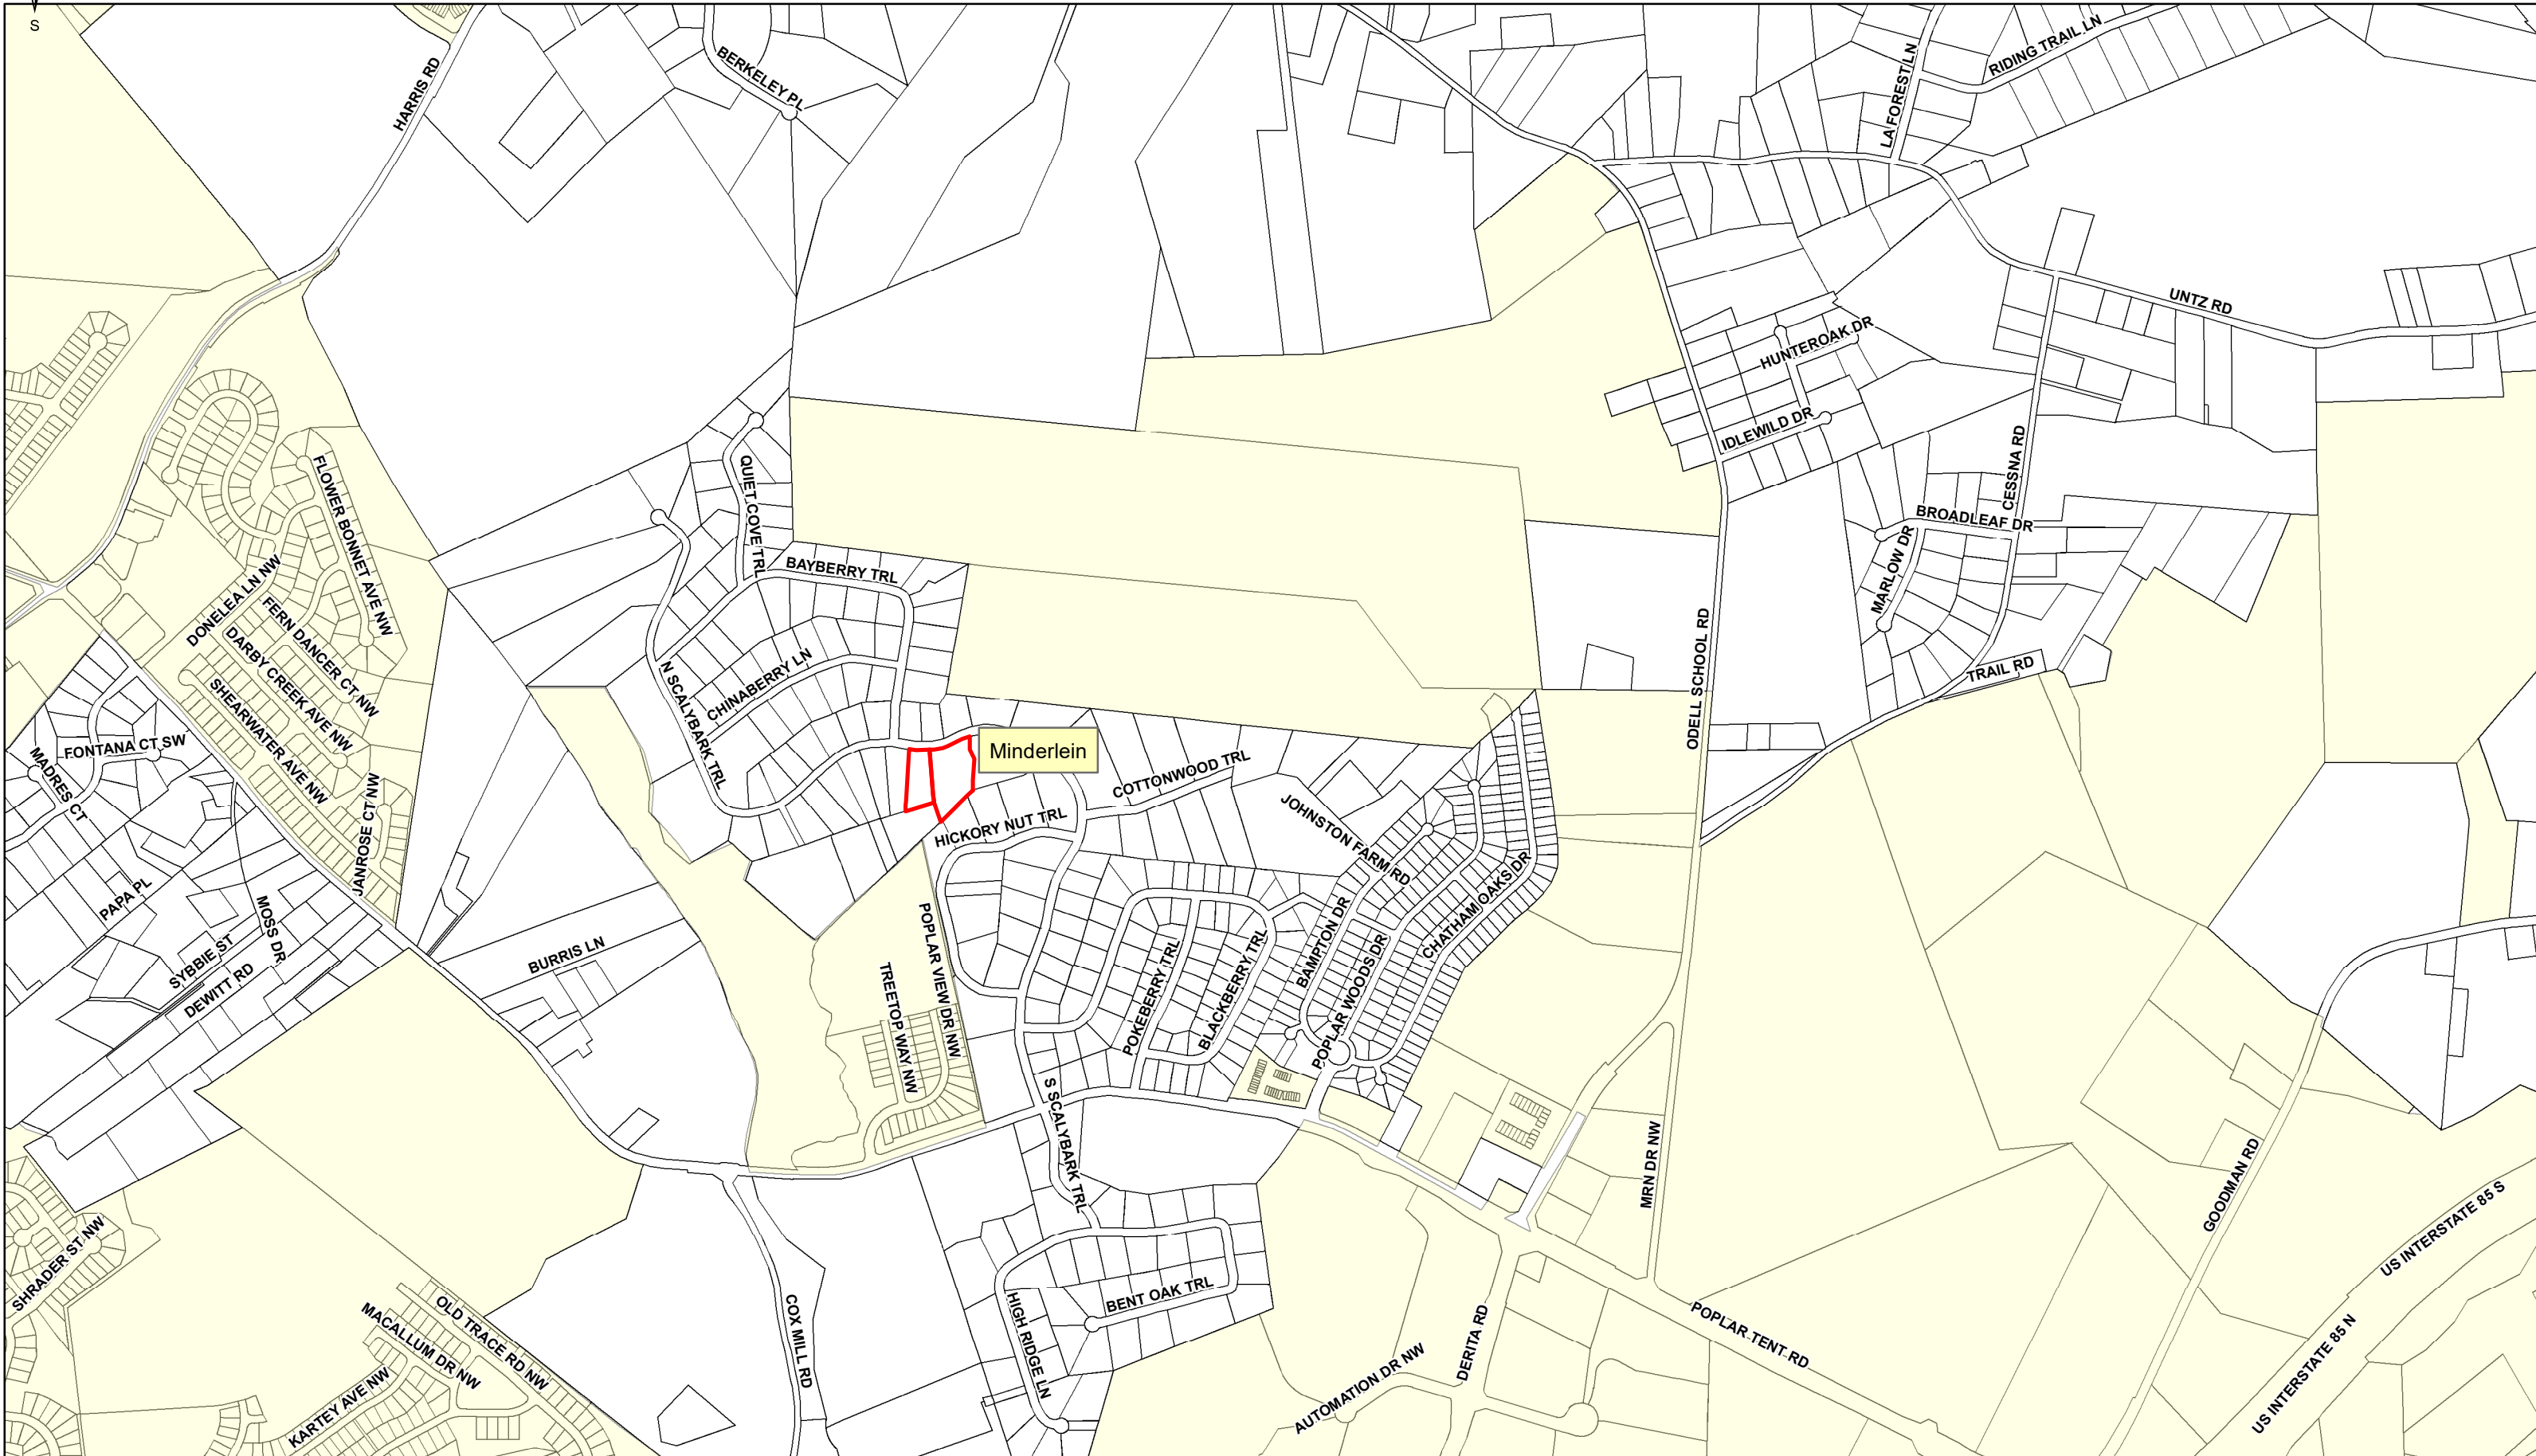 S
HARRIS RD
BERKELEY PL
LA FOREST LN
RIDING TRAIL LN
UNTZ RD
HUNTEROAK DR
IDLEWILD DR
CESSNA RD
BROADLEAF DR
MARLOW DR
TRAIL RD
ODELL SCHOOL RD
QUIET COVE TRL
BAYBERRY TRL
FLOWER BONNET AVE NW
DONELEA LN NW
FERN DANCER CT NW
DARBY CREEK AVE NW
SHEARWATER AVE NW
N SCALYBARK TRL
CHINABERRY LN
FONTANA CT SW
MADRES CT
JANROSE CT NW
Minderlein
COTTONWOOD TRL
HICKORY NUT TRL
JOHNSTON FARM RD
CHATHAM OAKS DR
BAMPTON DR
POPLAR WOODS DR
PAPA PL
MOSS DR
SYBBIE ST
DEWITT RD
BURRIS LN
TREETOP WAY NW
POPLAR VIEW DR NW
POKEBERRY TRL
BLACKBERRY TRL
S SCALYBARK TRL
MRN DR NW
GOODMAN RD
US INTERSTATE 85 S
US INTERSTATE 85 N
SHRADER ST NW
MACALLUM DR NW
OLD TRACE RD NW
KARTEY AVE NW
COX MILL RD
HIGH RIDGE LN
BENT OAK TRL
AUTOMATION DR NW
DERITA RD
POPLAR TENT RD